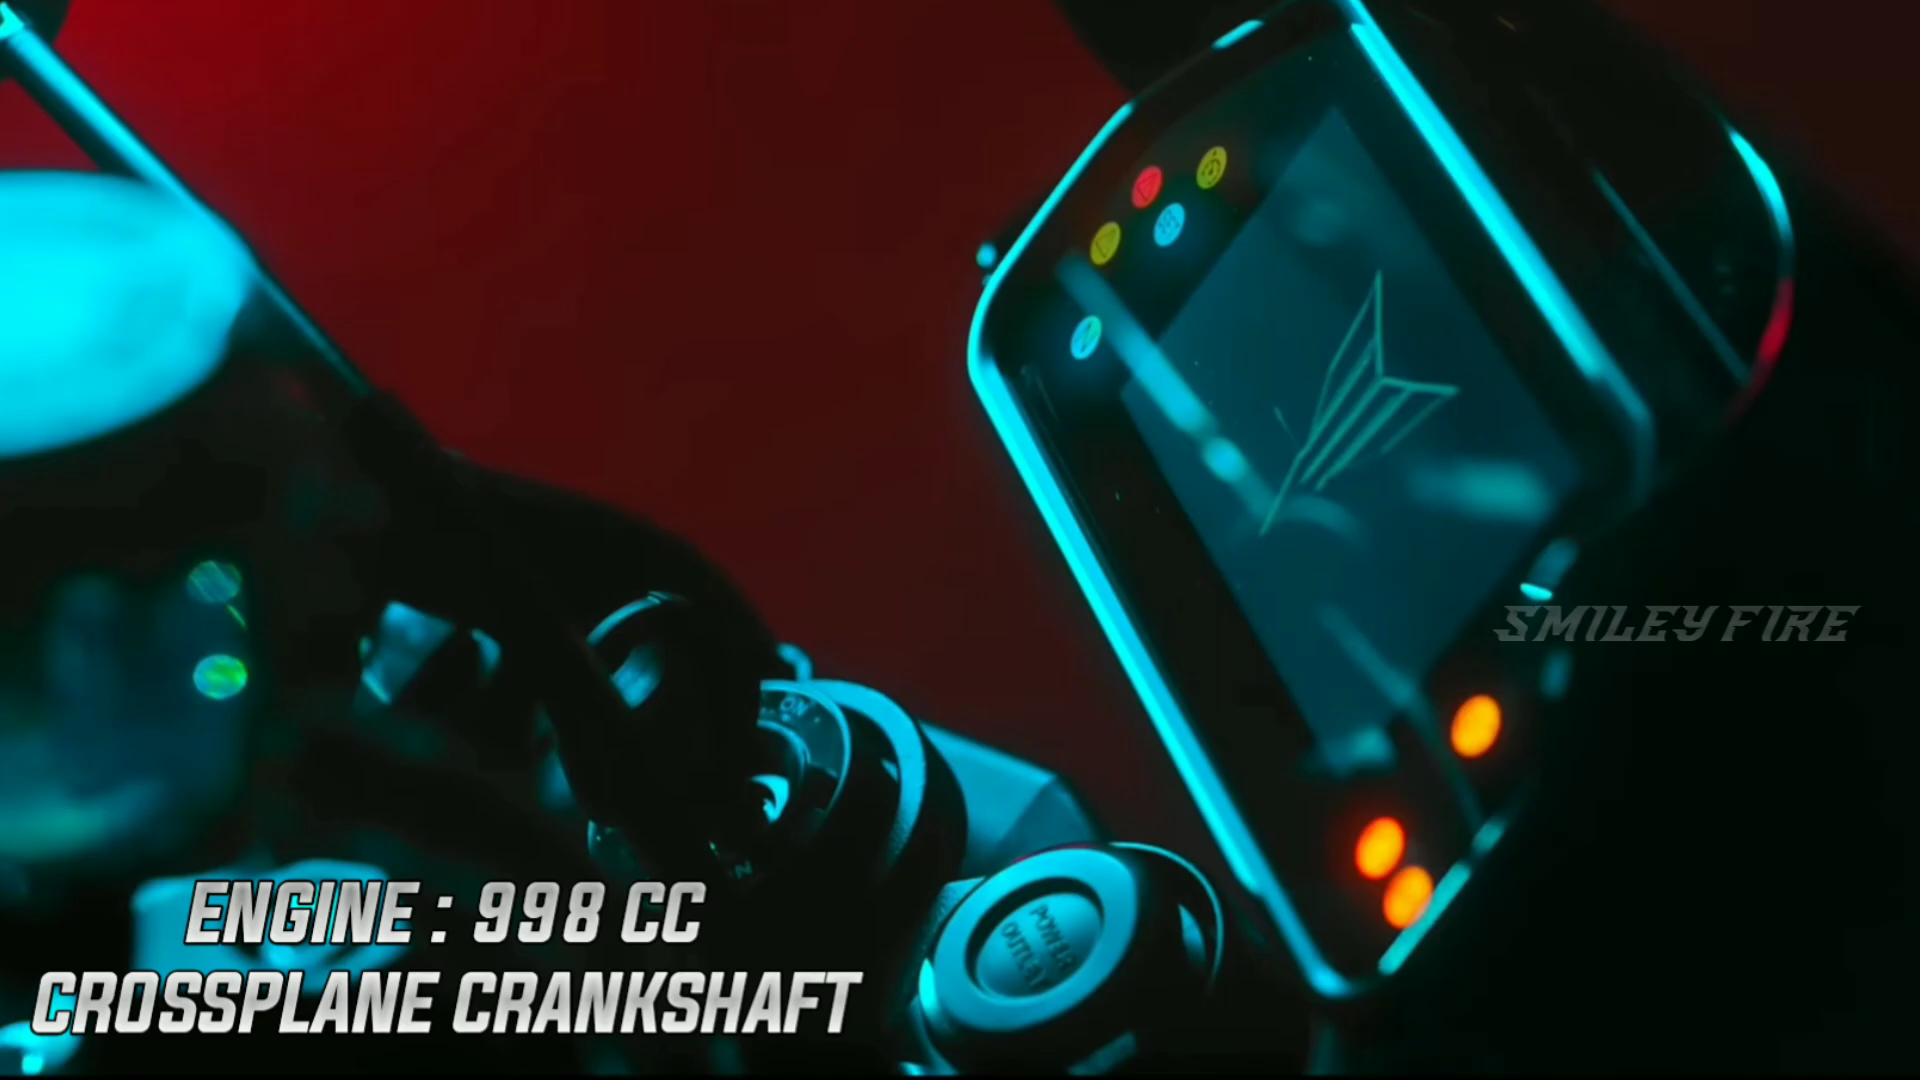 SMILEY FIRE
ON
POWER
OUTLET
ENGINE : 998 CC
CROSSPLANE CRANKSHAFT